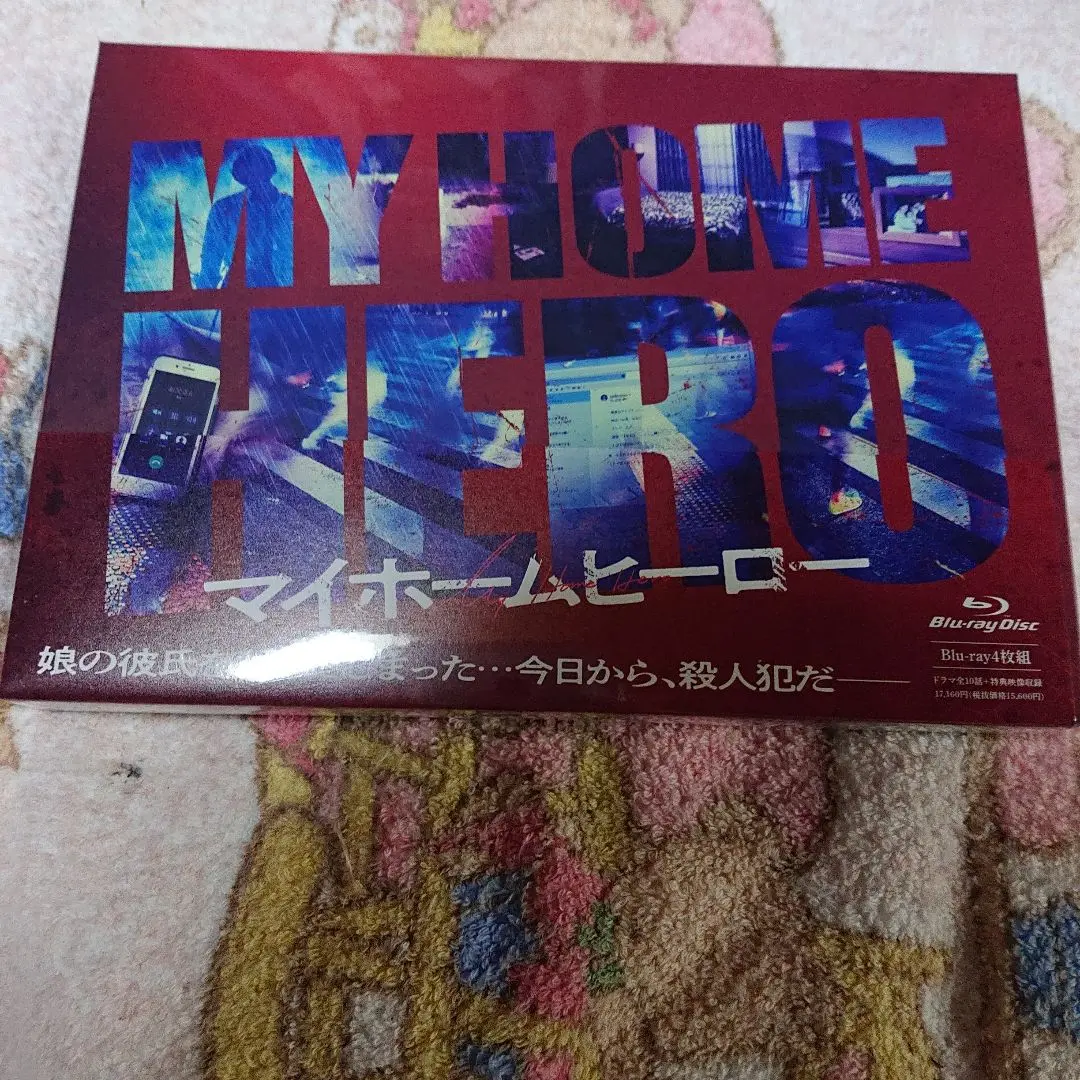 MY HOME
HERO
マイホームヒーロー
娘の彼氏を まった…今日から、殺人犯だ――
Blu-ray Disc
Blu-ray4枚組
ドラマ全10話+特典映像収録
17,160円(税抜価格15,600円)